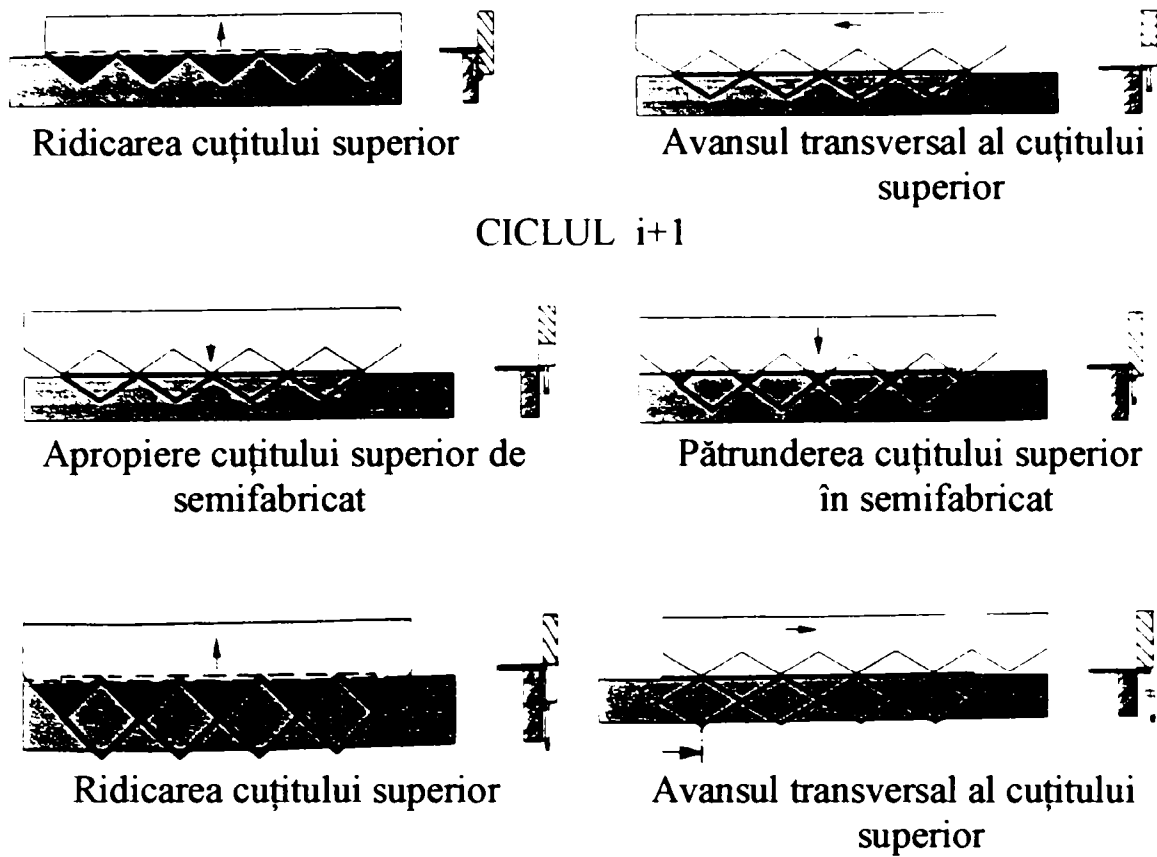 Ridicarea cuțitului superior
Avansul transversal al cuțitului
superior
CICLUL i+1
Apropiere cuțitului superior de
semifabricat
Pătrunderea cuțitului superior
în semifabricat
Ridicarea cuțitului superior
Avansul transversal al cuțitului
superior